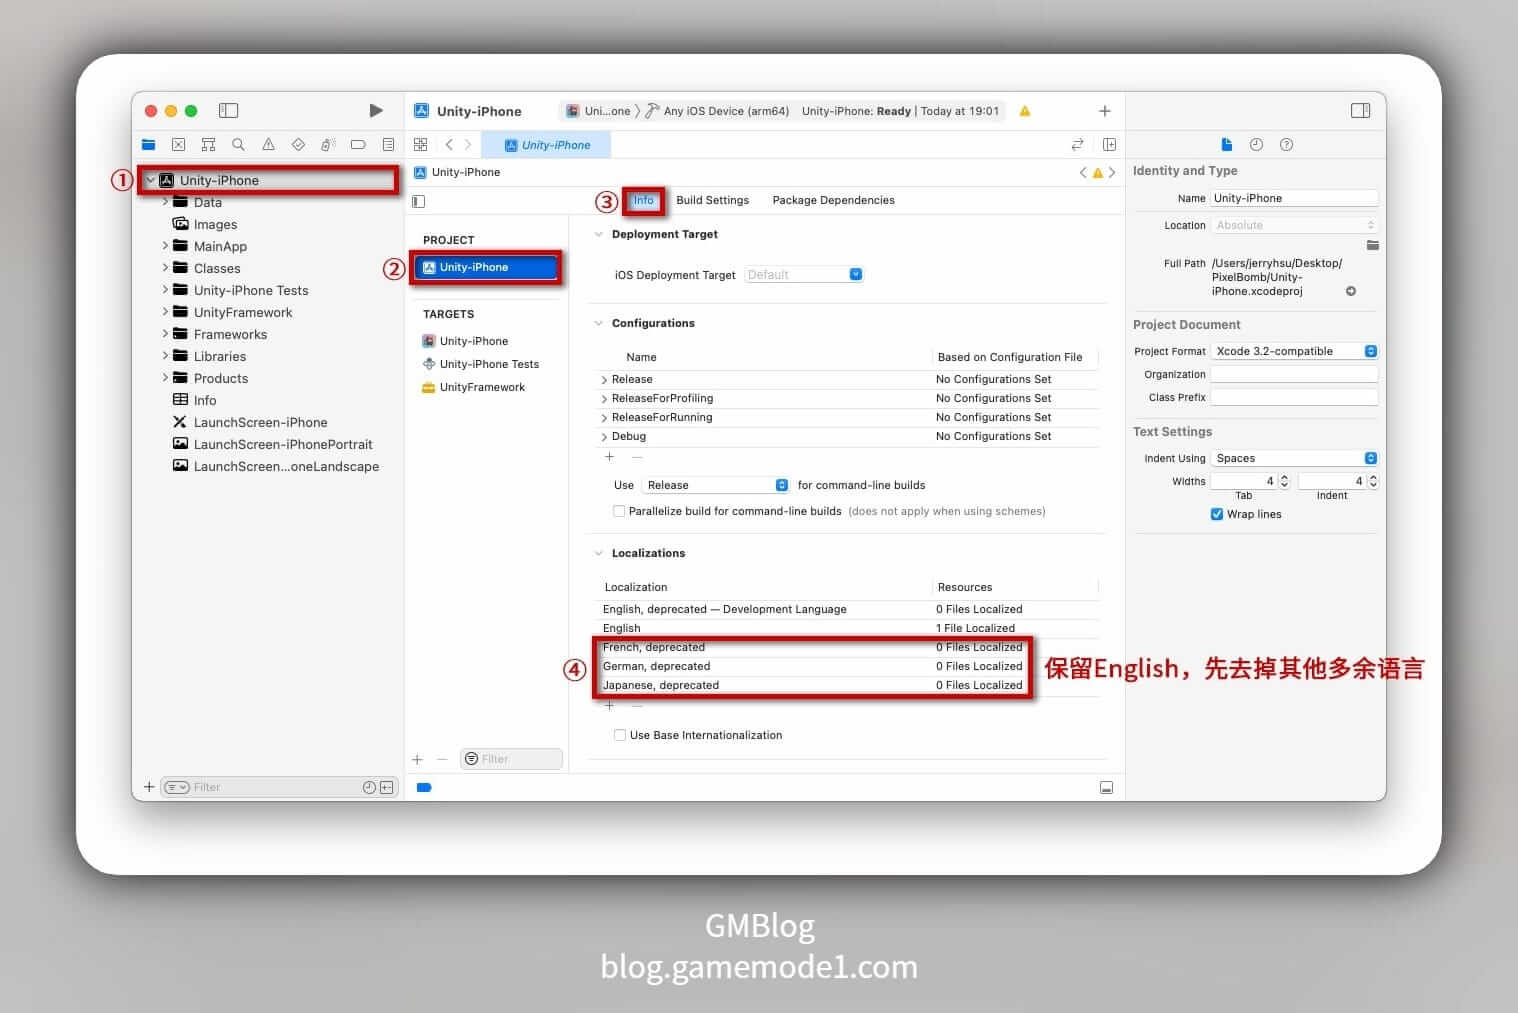 Unity-iPhone
Uni...one
Any iOS Device (arm64)
Unity-iPhone: Ready | Today at 19:01
Unity-iPhone
Unity-iPhone
① Unity-iPhone
Data
Images
MainApp
Classes
Unity-iPhone Tests
UnityFramework
Frameworks
Libraries
Products
Info
LaunchScreen-iPhone
LaunchScreen-iPhonePortrait
LaunchScreen...oneLandscape
Filter
③ Info Build Settings Package Dependencies
PROJECT
② Unity-iPhone
TARGETS
Unity-iPhone
Unity-iPhone Tests
UnityFramework
Filter
Deployment Target
iOS Deployment Target Default
Configurations
Name Based on Configuration File
Release No Configurations Set
ReleaseForProfiling No Configurations Set
ReleaseForRunning No Configurations Set
Debug No Configurations Set
Use Release for command-line builds
Parallelize build for command-line builds (does not apply when using schemes)
Localizations
Localization Resources
English, deprecated — Development Language 0 Files Localized
English 1 File Localized
French, deprecated 0 Files Localized
④ German, deprecated 0 Files Localized
Japanese, deprecated 0 Files Localized
保留English，先去掉其他多余语言
Use Base Internationalization
Identity and Type
Name Unity-iPhone
Location Absolute
Full Path /Users/jerryhsu/Desktop/
PixelBomb/Unity-
iPhone.xcodeproj
Project Document
Project Format Xcode 3.2-compatible
Organization
Class Prefix
Text Settings
Indent Using Spaces
Widths 4 4
Tab Indent
Wrap lines
GMBlog
blog.gamemode1.com